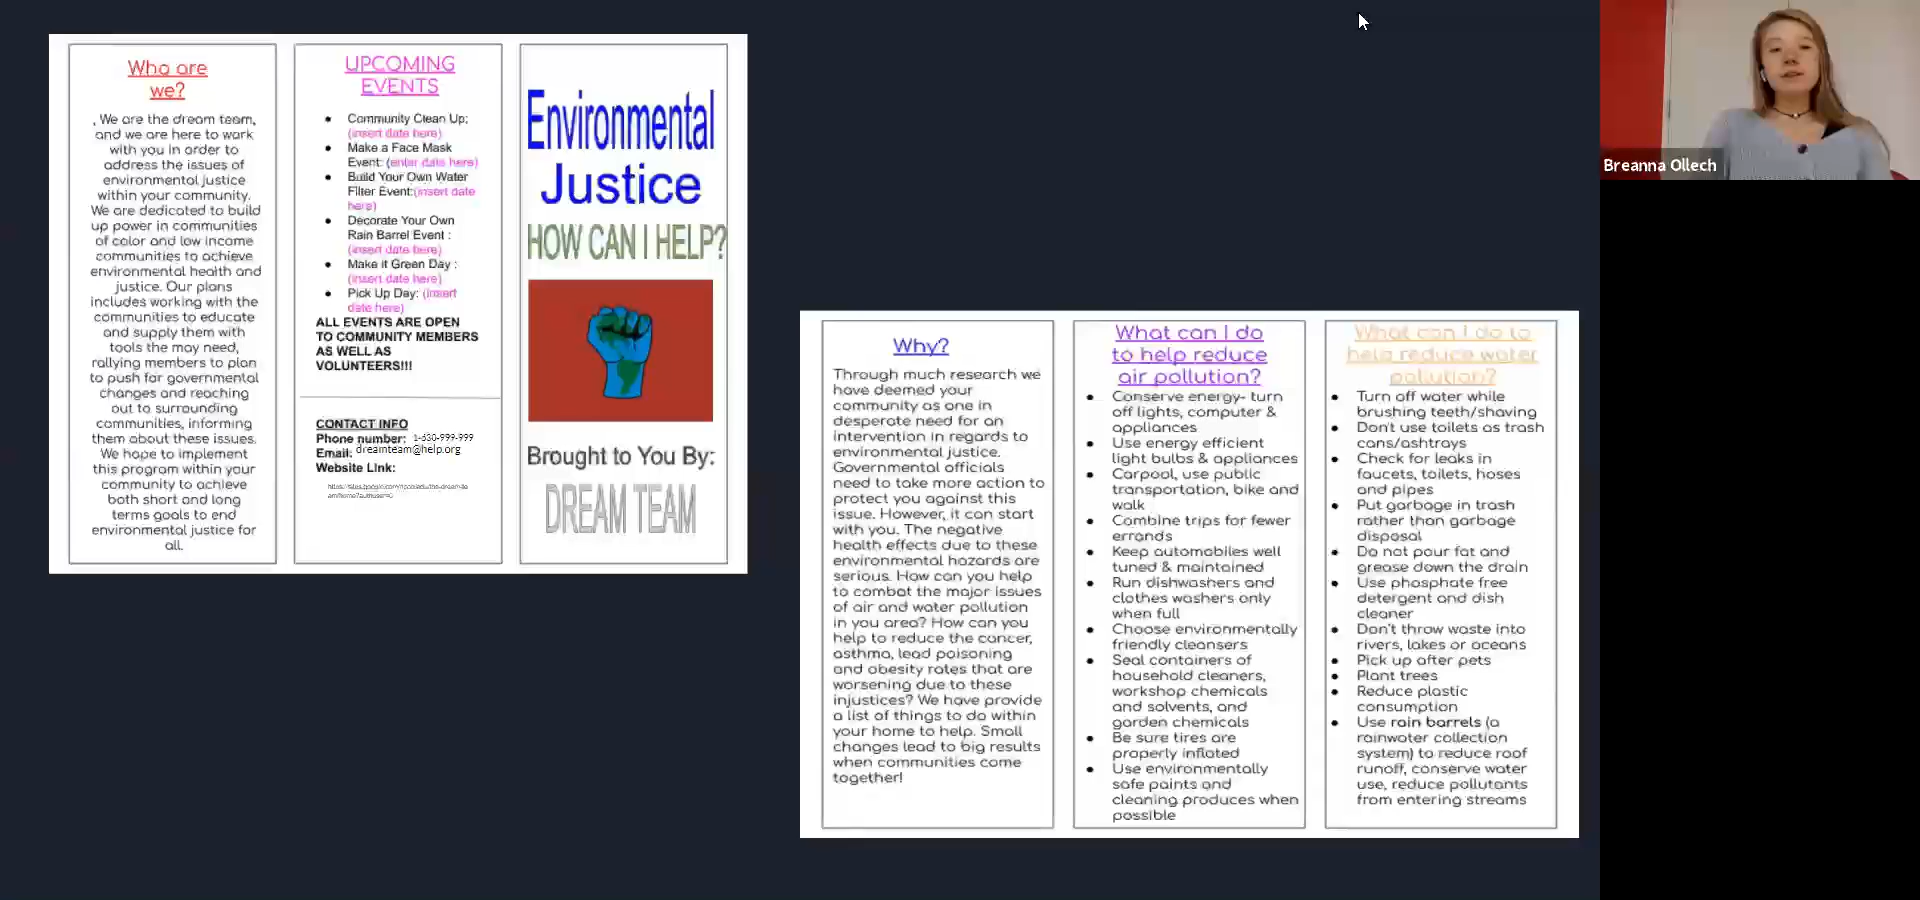 Who are
we?
, We are the dream team,
and we are here to work
with you in order to
address the issues of
environmental justice
within your community.
We are dedicated to build
up power in communities
of color and low income
communities to achieve
environmental health and
justice. Our plans
includes working with the
communities to educate
and supply them with
tools the may need,
rallying members to plan
to push for governmental
changes and reaching
out to surrounding
communities, informing
them about these issues.
We hope to implement
this program within your
community to achieve
both short and long
terms goals to end
environmental justice for
all.
UPCOMING
EVENTS
Community Clean Up:
(insert date here)
Make a Face Mask
Event: (enter date here)
Build Your Own Water
Filter Event:(insert date
here)
Decorate Your Own
Rain Barrel Event :
(insert date here)
Make it Green Day :
(insert date here)
Pick Up Day: (insert
date here)
ALL EVENTS ARE OPEN
TO COMMUNITY MEMBERS
AS WELL AS
VOLUNTEERS!!!
CONTACT INFO
Phone number: 1-630-999-999
Email: dreamteam@help.org
Website Link:
Environmental
Justice
HOW CAN I HELP?
Brought to You By:
DREAM TEAM
Why?
Through much research we
have deemed your
community as one in
desperate need for an
intervention in regards to
environmental justice.
Governmental officials
need to take more action to
protect you against this
issue. However, it can start
with you. The negative
health effects due to these
environmental hazards are
serious. How can you help
to combat the major issues
of air and water pollution
in you area? How can you
help to reduce the cancer,
asthma, lead poisoning
and obesity rates that are
worsening due to these
injustices? We have provide
a list of things to do within
your home to help. Small
changes lead to big results
when communities come
together!
What can I do
to help reduce
air pollution?
Conserve energy- turn
off lights, computer &
appliances
Use energy efficient
light bulbs & appliances
Carpool, use public
transportation, bike and
walk
Combine trips for fewer
errands
Keep automobiles well
tuned & maintained
Run dishwashers and
clothes washers only
when full
Choose environmentally
friendly cleansers
Seal containers of
household cleaners,
workshop chemicals
and solvents, and
garden chemicals
Be sure tires are
properly inflated
Use environmentally
safe paints and
cleaning produces when
possible
What can I do to
help reduce water
pollution?
Turn off water while
brushing teeth/shaving
Don't use toilets as trash
cans/ashtrays
Check for leaks in
faucets, toilets, hoses
and pipes
Put garbage in trash
rather than garbage
disposal
Do not pour fat and
grease down the drain
Use phosphate free
detergent and dish
cleaner
Don't throw waste into
rivers, lakes or oceans
Pick up after pets
Plant trees
Reduce plastic
consumption
Use rain barrels (a
rainwater collection
system) to reduce roof
runoff, conserve water
use, reduce pollutants
from entering streams
Breanna Ollech